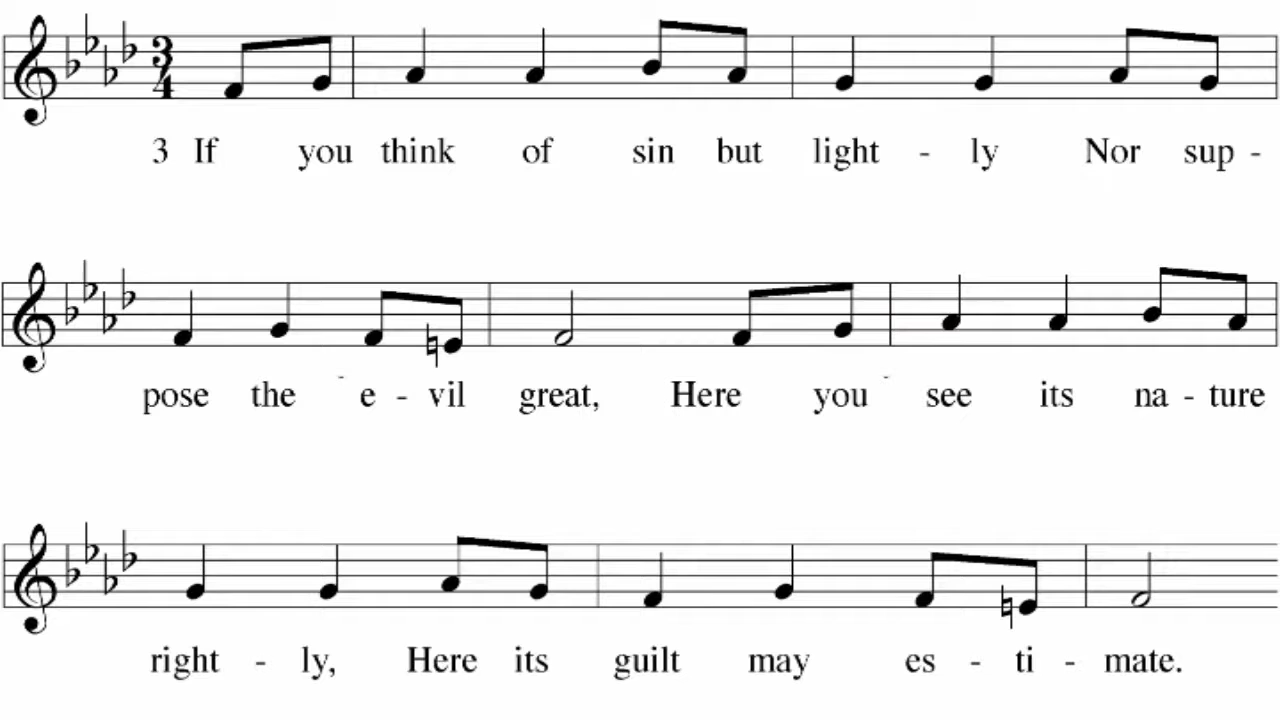 3 If you think of sin but light - ly Nor sup -
pose the e - vil great, Here you see its na - ture
right - ly, Here its guilt may es - ti - mate.